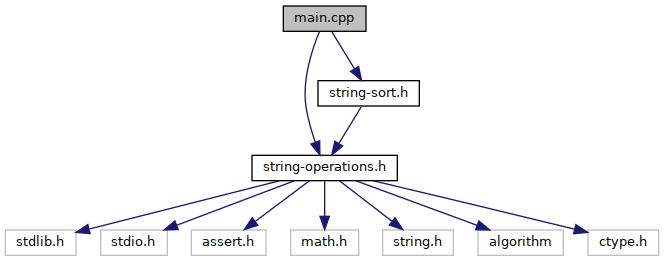 main.cpp
string-sort.h
string-operations.h
stdlib.h
stdio.h
assert.h
math.h
string.h
algorithm
ctype.h